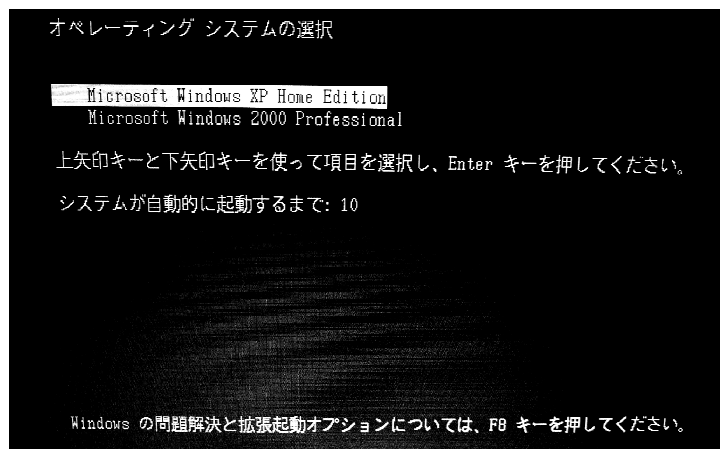 オペレーティング システムの選択
Microsoft Windows XP Home Edition
Microsoft Windows 2000 Professional
上矢印キーと下矢印キーを使って項目を選択し、Enter キーを押してください。
システムが自動的に起動するまで: 10
Windows の問題解決と拡張起動オプションについては、F8 キーを押してください。